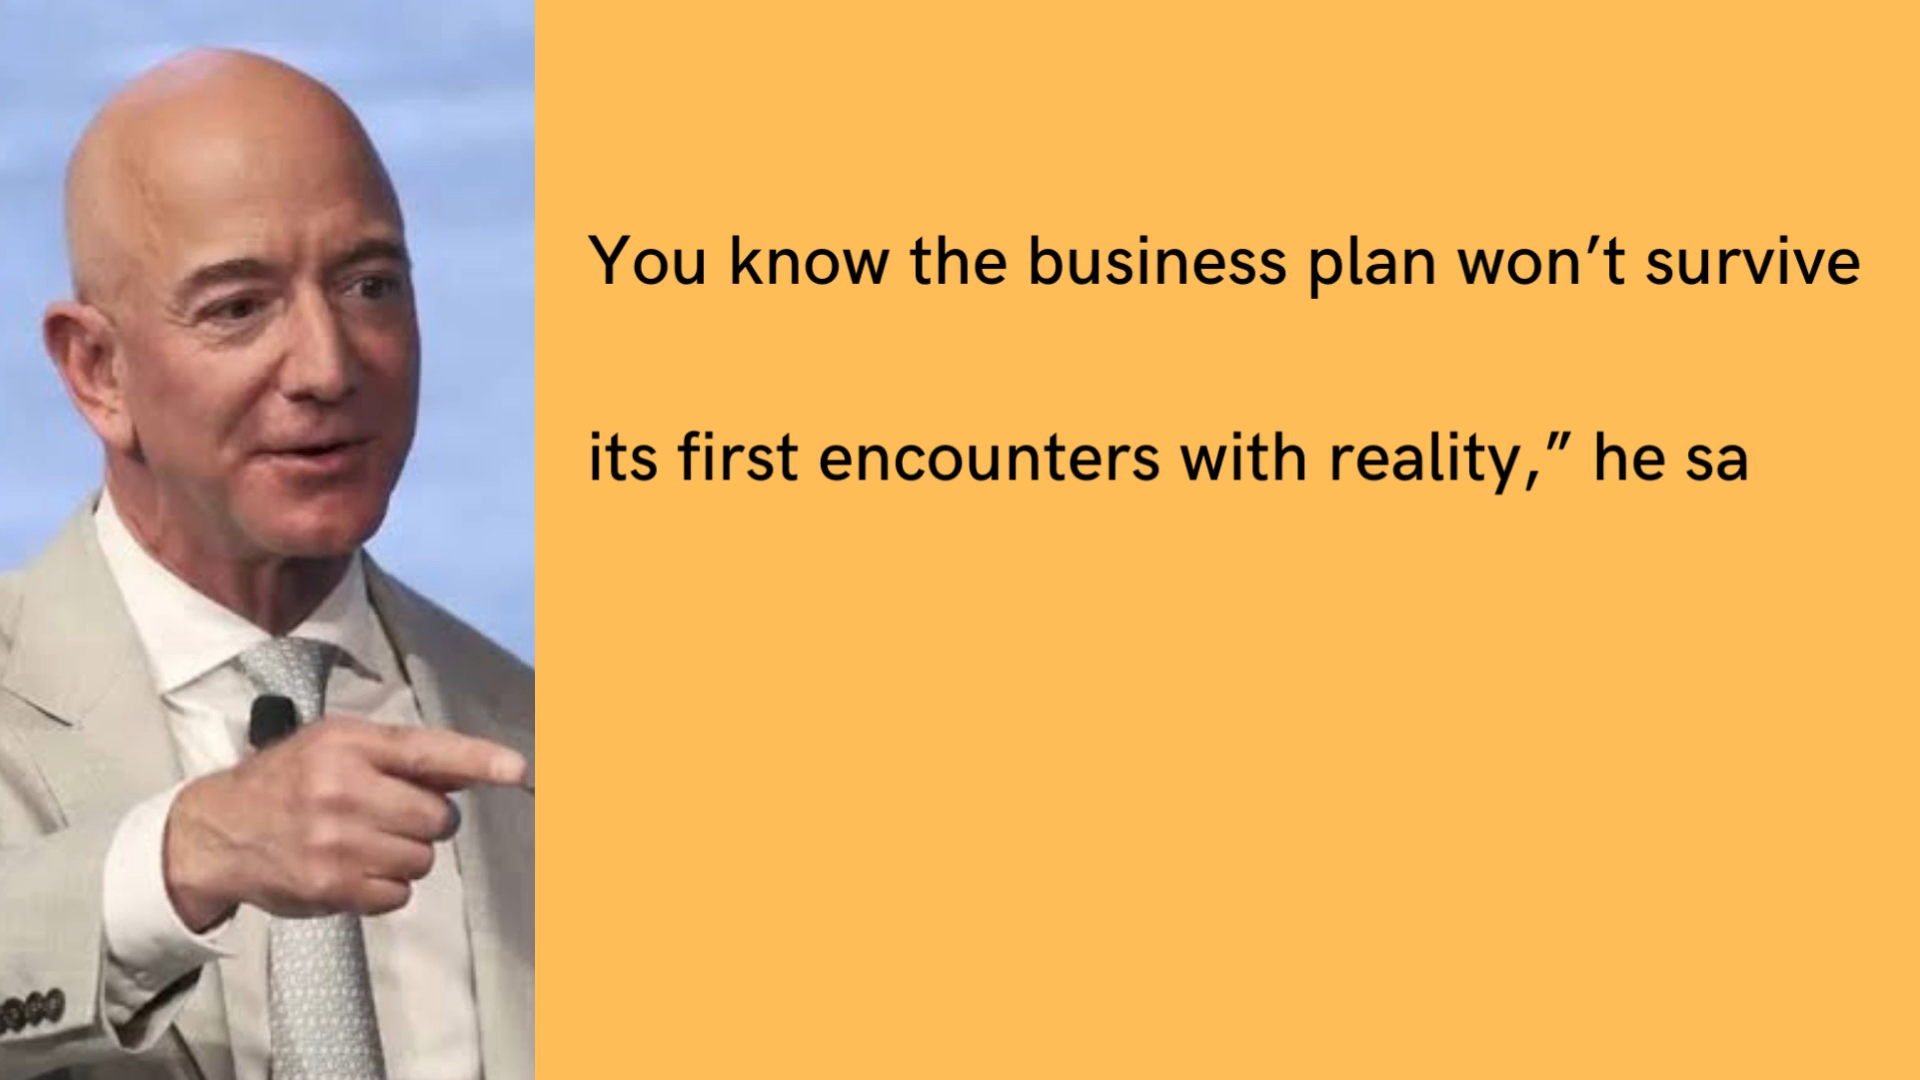 You know the business plan won’t survive
its first encounters with reality,” he sa